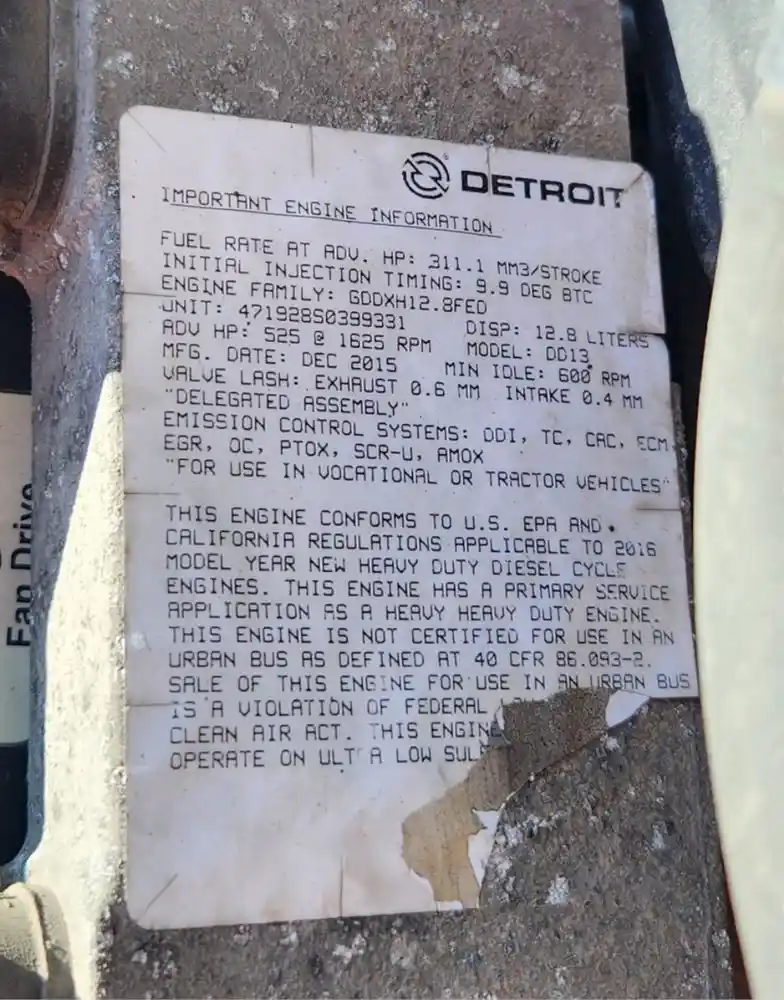 DETROIT
IMPORTANT ENGINE INFORMATION
FUEL RATE AT ADV. HP: 311.1 MM3/STROKE
INITIAL INJECTION TIMING: 9.9 DEG BTC
ENGINE FAMILY: GDDXH12.8FED
UNIT: 471928S0399331 DISP: 12.8 LITERS
ADV HP: 525 @ 1625 RPM MODEL: DD13
MFG. DATE: DEC 2015 MIN IDLE: 600 RPM
VALVE LASH: EXHAUST 0.6 MM INTAKE 0.4 MM
"DELEGATED ASSEMBLY"
EMISSION CONTROL SYSTEMS: DDI, TC, CAC, ECM,
EGR, OC, PTOX, SCR-U, AMOX
"FOR USE IN VOCATIONAL OR TRACTOR VEHICLES"
THIS ENGINE CONFORMS TO U.S. EPA AND
CALIFORNIA REGULATIONS APPLICABLE TO 2016
MODEL YEAR NEW HEAVY DUTY DIESEL CYCLE
ENGINES. THIS ENGINE HAS A PRIMARY SERVICE
APPLICATION AS A HEAVY HEAVY DUTY ENGINE.
THIS ENGINE IS NOT CERTIFIED FOR USE IN AN
URBAN BUS AS DEFINED AT 40 CFR 86.093-2.
SALE OF THIS ENGINE FOR USE IN AN URBAN BUS
IS A VIOLATION OF FEDERAL
CLEAN AIR ACT. THIS ENGINE
OPERATE ON ULTRA LOW SUL
Fan Drive